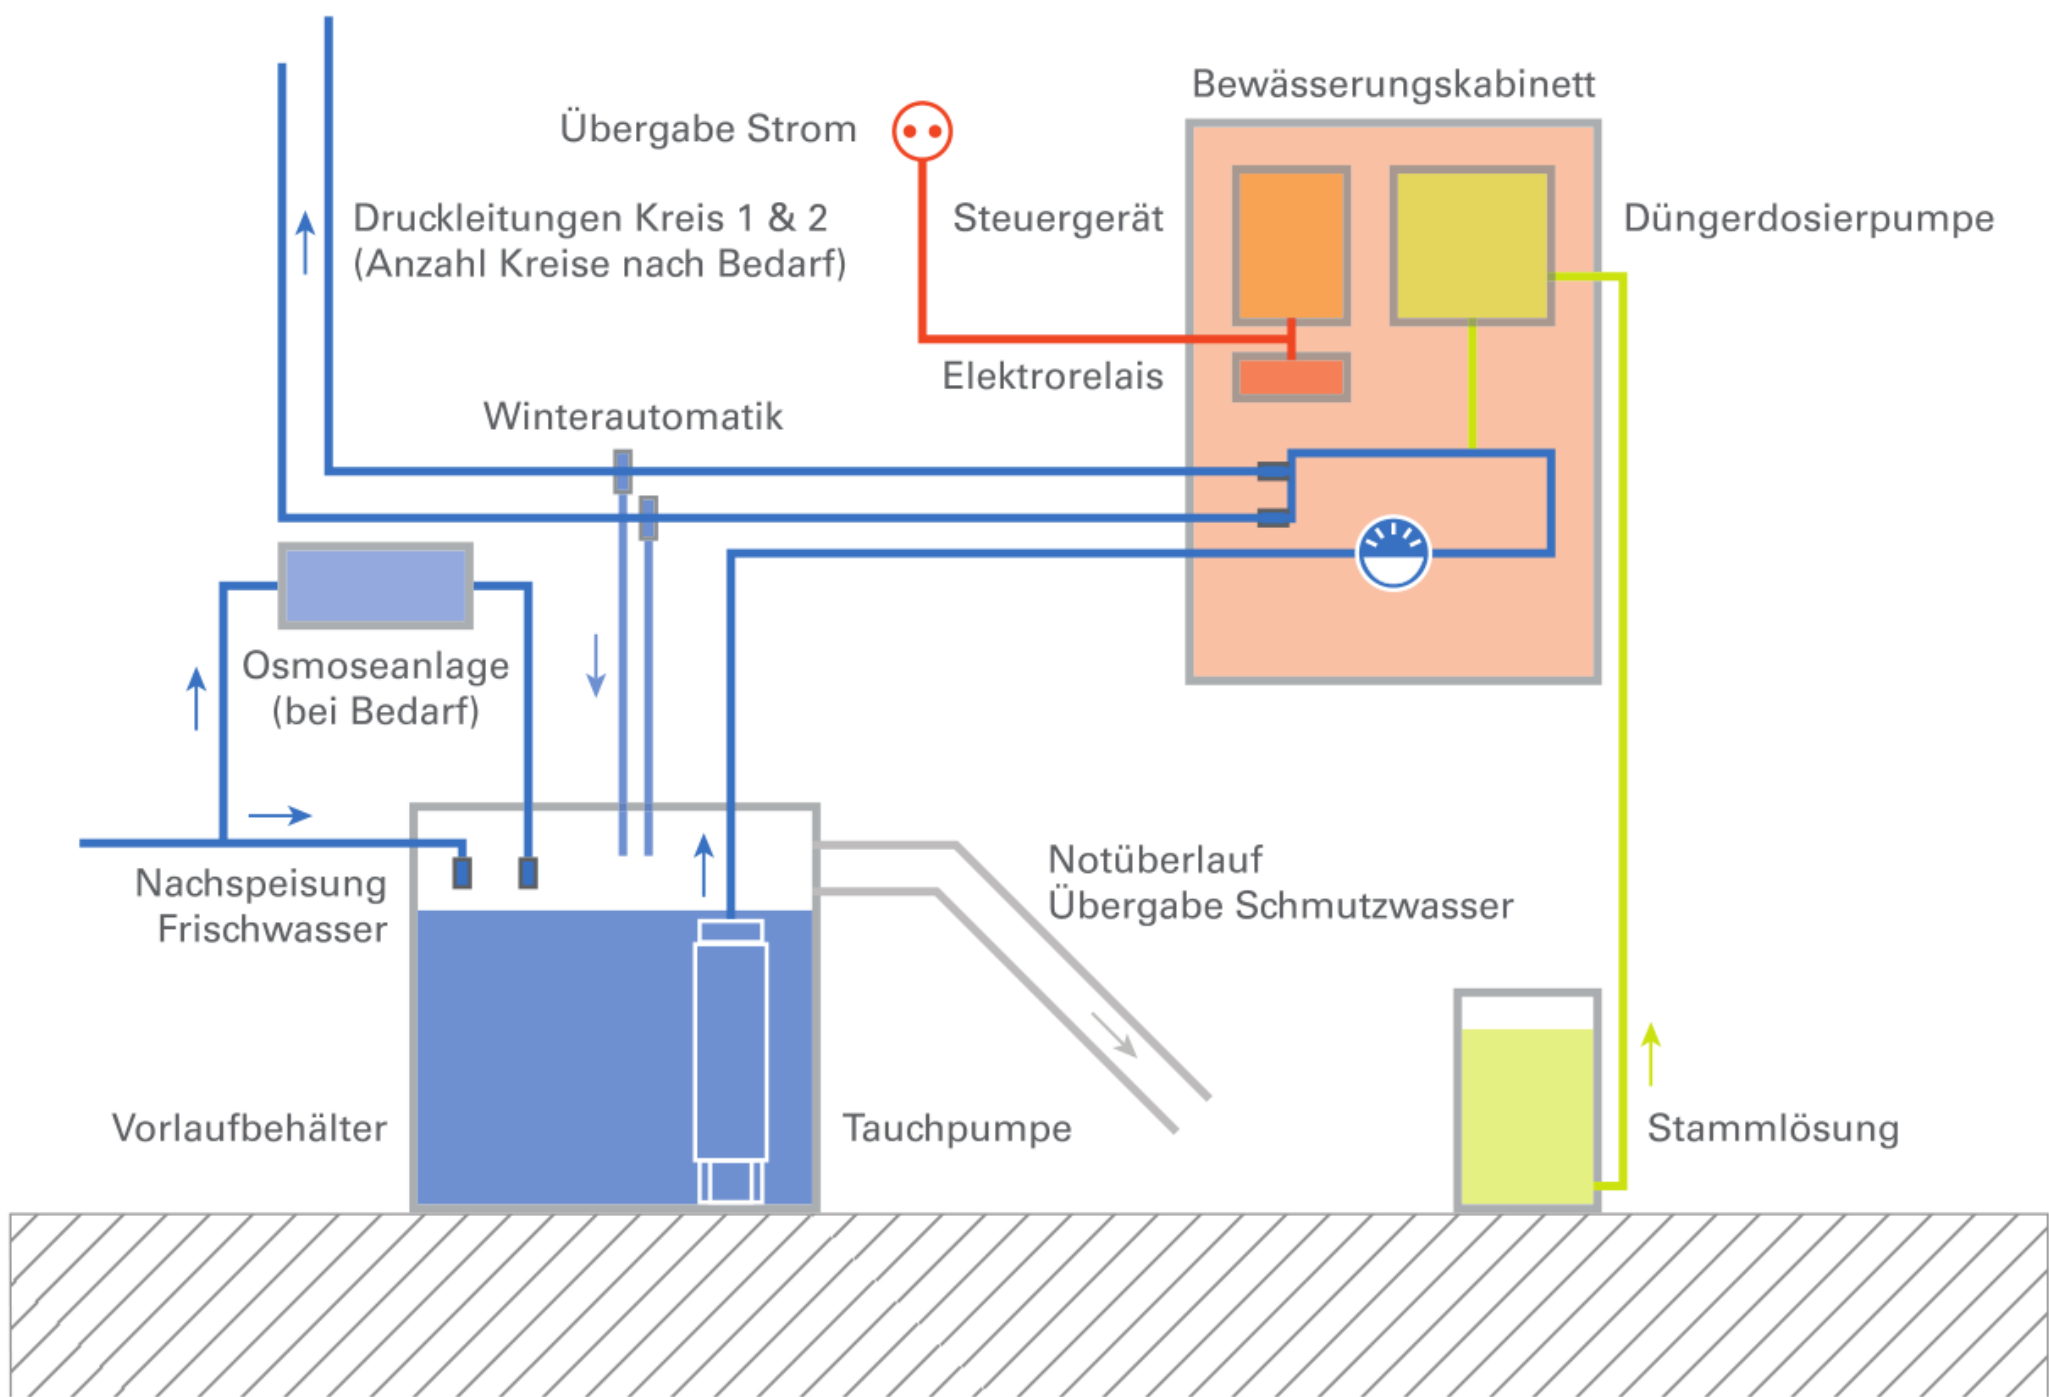 Bewässerungskabinett
Übergabe Strom
Druckleitungen Kreis 1 & 2
(Anzahl Kreise nach Bedarf)
Steuergerät
Düngerdosierpumpe
Elektrorelais
Winterautomatik
Osmoseanlage
(bei Bedarf)
Nachspeisung
Frischwasser
Notüberlauf
Übergabe Schmutzwasser
Vorlaufbehälter
Tauchpumpe
Stammlösung